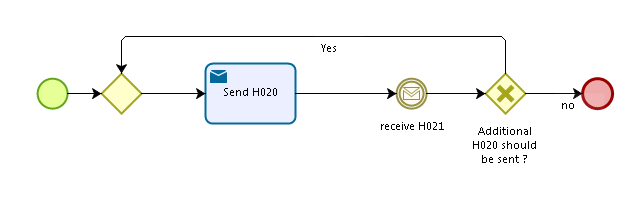 Yes
Send H020
receive H021
no
Additional
H020 should
be sent ?